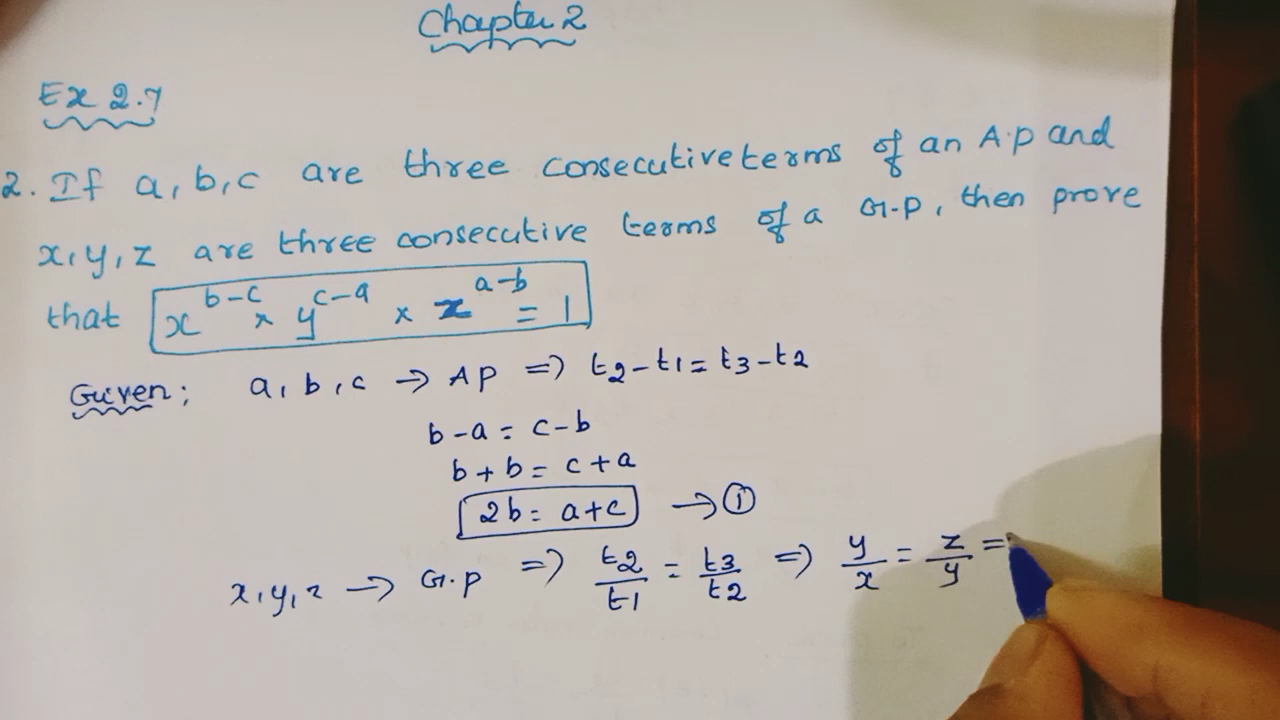 Chapter 2
Ex 2.7
2. If a, b, c are three consecutive terms of an A.P and
x, y, z are three consecutive terms of a G.P, then prove
that x^{b-c} × y^{c-a} × z^{a-b} = 1
Given: a, b, c → AP ⇒ t2 - t1 = t3 - t2
b - a = c - b
b + b = c + a
2b = a + c → ①
x, y, z → G.P ⇒ t2/t1 = t3/t2 ⇒ y/x = z/y =